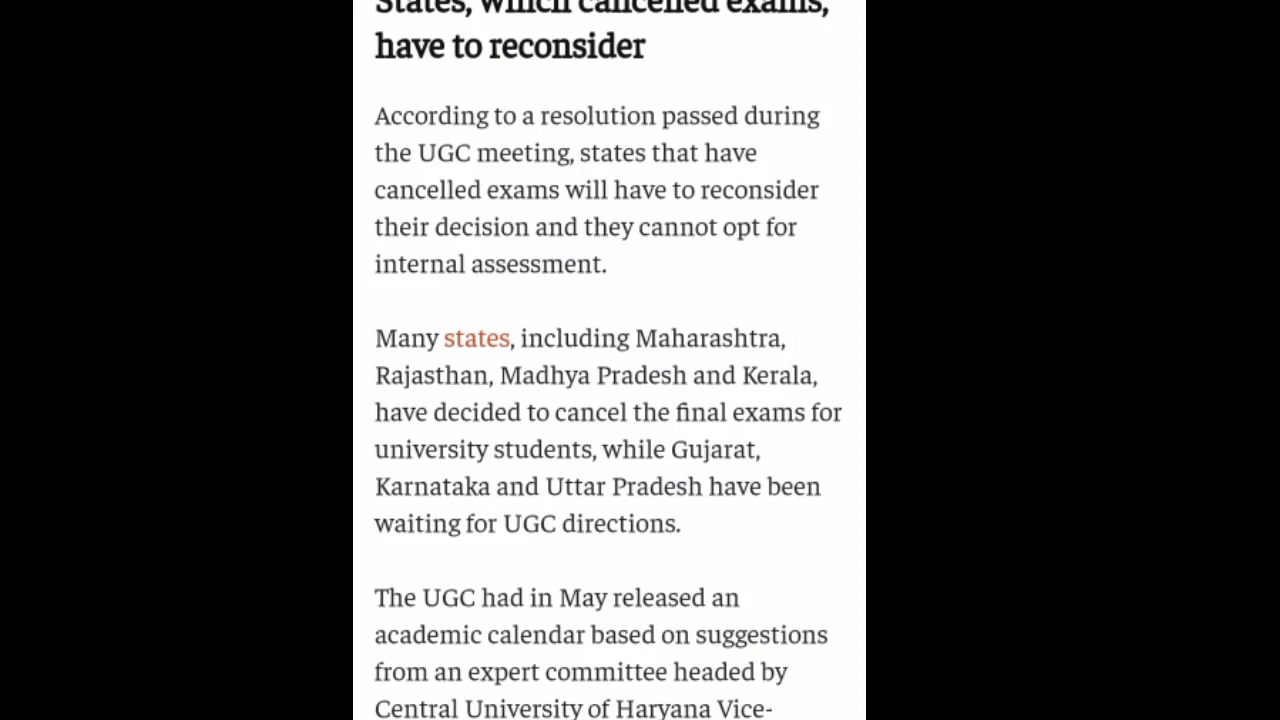 States, which cancelled exams,
have to reconsider
According to a resolution passed during
the UGC meeting, states that have
cancelled exams will have to reconsider
their decision and they cannot opt for
internal assessment.
Many states, including Maharashtra,
Rajasthan, Madhya Pradesh and Kerala,
have decided to cancel the final exams for
university students, while Gujarat,
Karnataka and Uttar Pradesh have been
waiting for UGC directions.
The UGC had in May released an
academic calendar based on suggestions
from an expert committee headed by
Central University of Haryana Vice-